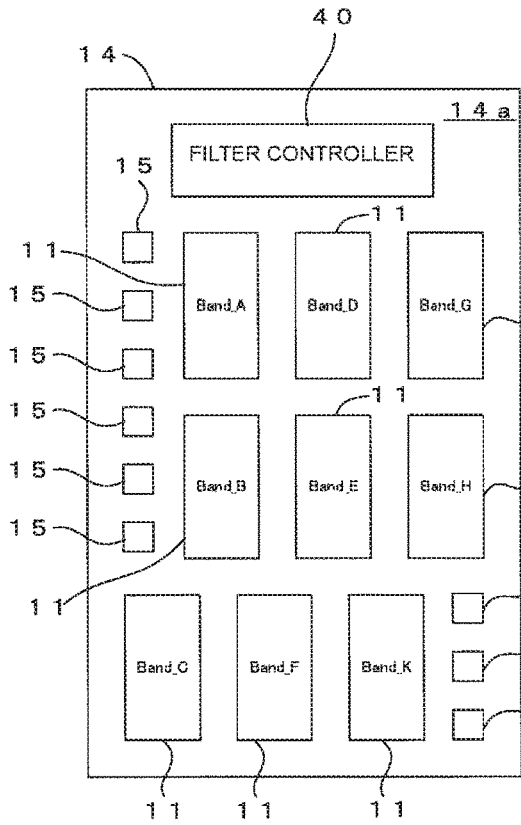 40
14
14a
FILTER CONTROLLER
15
11
11
Band_A
Band_D
Band_G
15
15
15
11
Band_B
Band_E
Band_H
15
15
11
Band_C
Band_F
Band_K
11
11
11